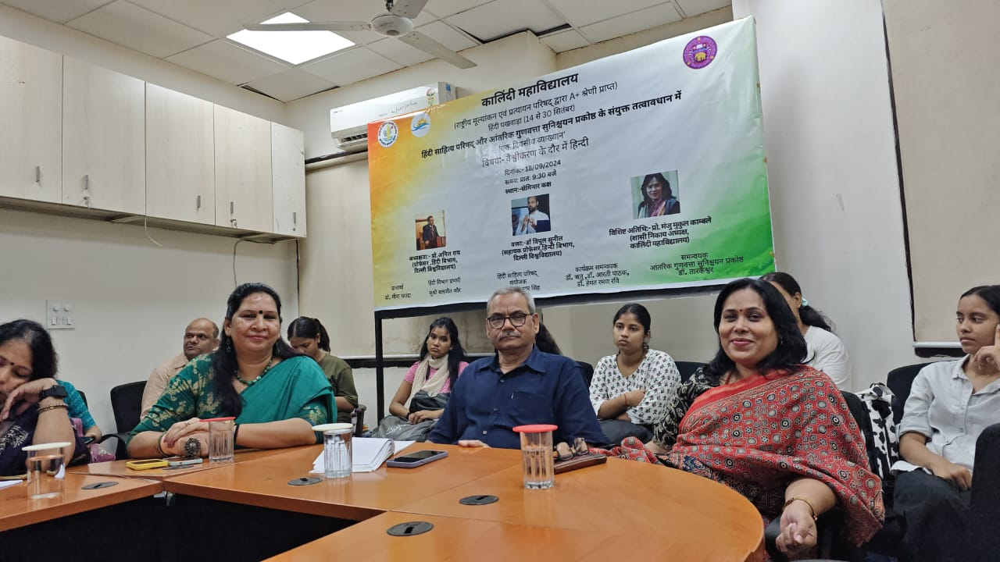 कालिंदी महाविद्यालय
(राष्ट्रीय मूल्यांकन एवं प्रत्यायन परिषद् द्वारा A+ श्रेणी प्राप्त)
हिंदी पखवाड़ा (14 से 30 सितंबर)
हिंदी साहित्य परिषद् और आंतरिक गुणवत्ता सुनिश्चयन प्रकोष्ठ के संयुक्त तत्वावधान में
'एक दिवसीय व्याख्यान'
विषय:- वैश्वीकरण के दौर में हिन्दी
दिनांक:- 18/09/2024
समय: प्रात: 9:30 बजे
स्थान:-सेमिनार कक्ष
अध्यक्षता:- प्रो.अनिल राय
(प्रोफेसर, हिंदी विभाग,
दिल्ली विश्वविद्यालय)
वक्ता:- डॉ विपुल सुनील
(सहायक प्रोफेसर,हिन्दी विभाग,
दिल्ली विश्वविद्यालय)
विशिष्ट अतिथि:- प्रो. मंजु मुकुल काम्बले
(शासी निकाय अध्यक्ष,
कालिंदी महाविद्यालय)
प्राचार्या
प्रो. मीना चरांदा
हिंदी विभाग प्रभारी
सुश्री बलजीत कौर
हिंदी साहित्य परिषद्
संयोजक
सिंह
कार्यक्रम समन्वयक
डॉ. ऋतु ,डॉ. आरती पाठक,
डॉ. हेमंत रमण रवि
समन्वयक
आंतरिक गुणवत्ता सुनिश्चयन प्रकोष्ठ
डॉ. तारकेश्वर